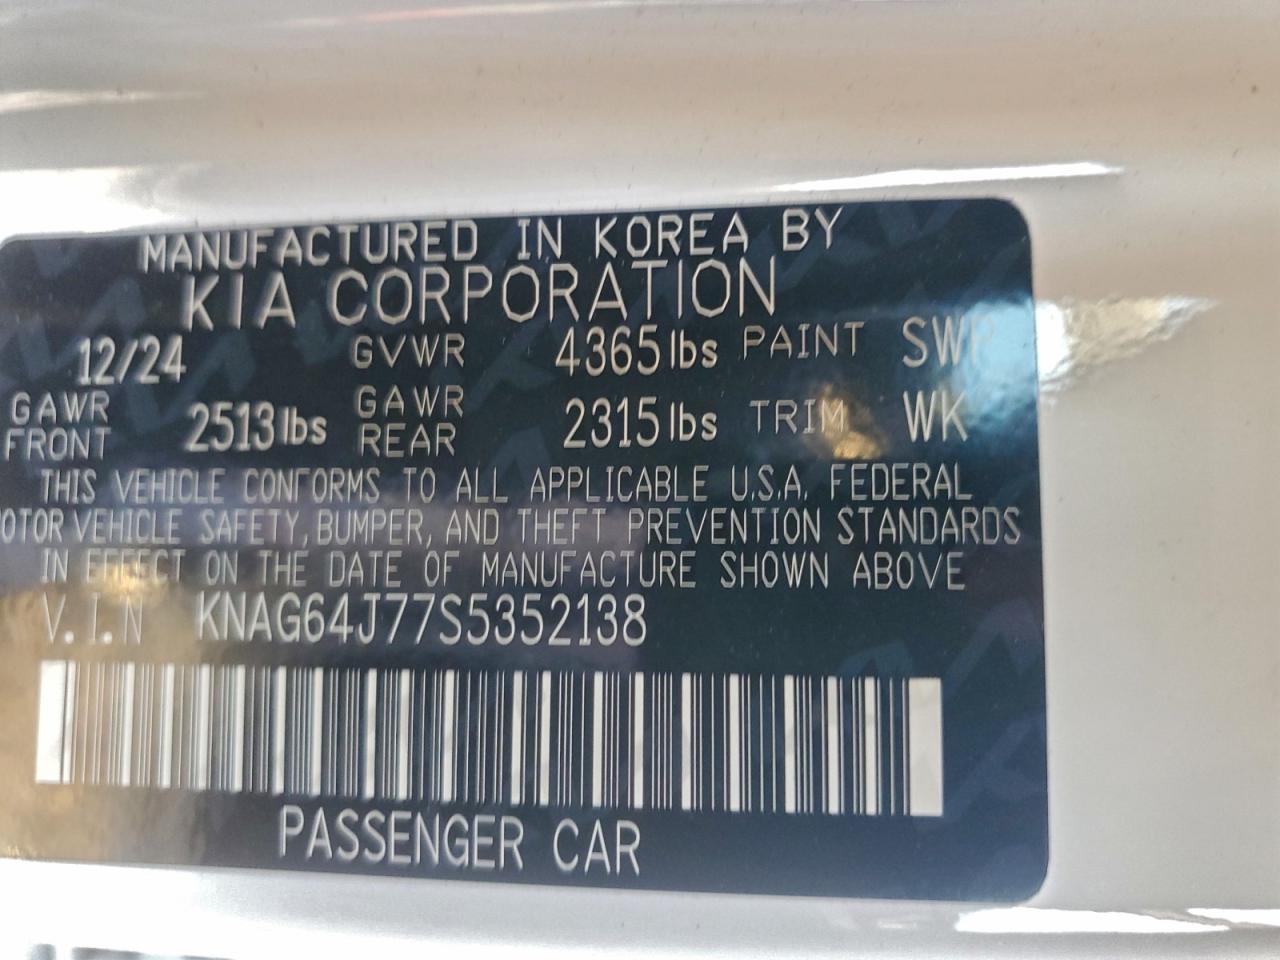 MANUFACTURED IN KOREA BY
KIA CORPORATION
12/24 GVWR 4365 lbs PAINT SWP
GAWR FRONT 2513 lbs GAWR REAR 2315 lbs TRIM WK
THIS VEHICLE CONFORMS TO ALL APPLICABLE U.S.A. FEDERAL
MOTOR VEHICLE SAFETY, BUMPER, AND THEFT PREVENTION STANDARDS
IN EFFECT ON THE DATE OF MANUFACTURE SHOWN ABOVE
V.I.N KNAG64J77S5352138
PASSENGER CAR